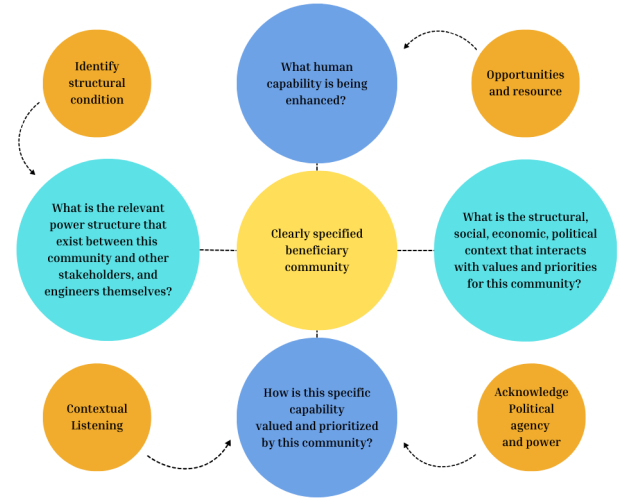 Identify
structural
condition
What human
capability is being
enhanced?
Opportunities
and resource
What is the relevant
power structure that
exist between this
community and other
stakeholders, and
engineers themselves?
Clearly specified
beneficiary
community
What is the structural,
social, economic, political
context that interacts
with values and priorities
for this community?
Contextual
Listening
How is this specific
capability
valued and prioritized
by this community?
Acknowledge
Political
agency
and power